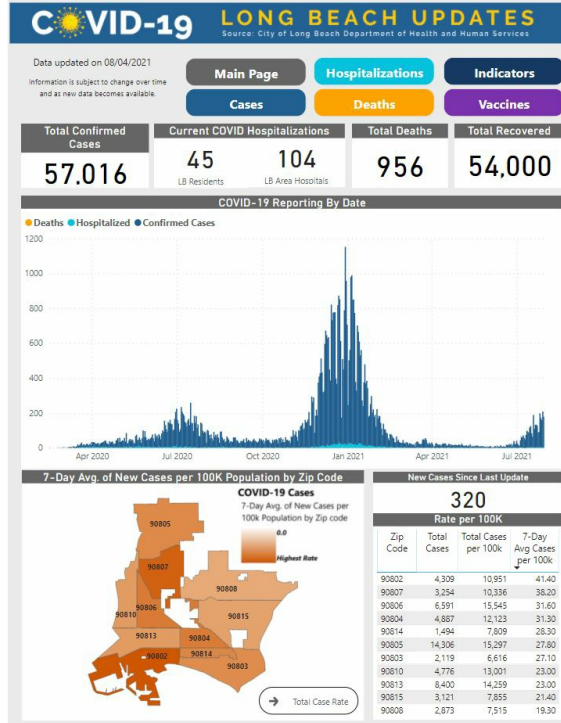 COVID-19 LONG BEACH UPDATES
Source: City of Long Beach Department of Health and Human Services
Data updated on 08/04/2021
Information is subject to change over time
and as new data becomes available.
Main Page
Hospitalizations
Indicators
Cases
Deaths
Vaccines
Total Confirmed
Cases
57,016
Current COVID Hospitalizations
45
LB Residents
104
LB Area Hospitals
Total Deaths
956
Total Recovered
54,000
COVID-19 Reporting By Date
Deaths Hospitalized Confirmed Cases
1200
1000
800
600
400
200
0
Apr 2020 Jul 2020 Oct 2020 Jan 2021 Apr 2021 Jul 2021
7-Day Avg. of New Cases per 100K Population by Zip Code
COVID-19 Cases
7-Day Avg. of New Cases per
100k Population by Zip code
0.0
Highest Rate
90805
90807
90808
90810
90806
90815
90813
90804
90802
90814
90803
Total Case Rate
New Cases Since Last Update
320
Rate per 100K
Zip Code Total Cases Total Cases per 100k 7-Day Avg Cases per 100k
90802 4,309 10,951 41.40
90807 3,254 10,336 38.20
90806 6,591 15,545 31.60
90804 4,887 12,123 31.30
90814 1,494 7,809 28.30
90805 14,306 15,297 27.80
90803 2,119 6,616 27.10
90810 4,776 13,001 23.00
90813 8,400 14,259 23.00
90815 3,121 7,855 21.40
90808 2,873 7,515 19.30